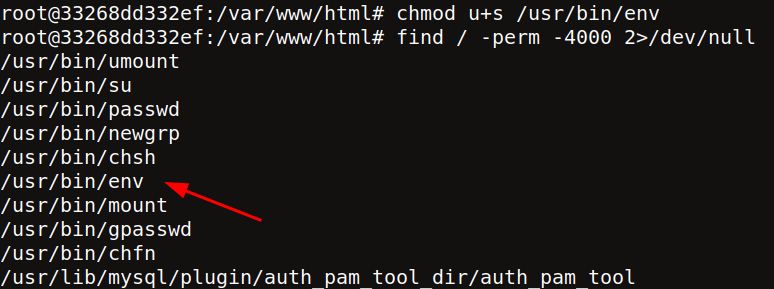 root@33268dd332ef:/var/www/html# chmod u+s /usr/bin/env
root@33268dd332ef:/var/www/html# find / -perm -4000 2>/dev/null
/usr/bin/umount
/usr/bin/su
/usr/bin/passwd
/usr/bin/newgrp
/usr/bin/chsh
/usr/bin/env
/usr/bin/mount
/usr/bin/gpasswd
/usr/bin/chfn
/usr/lib/mysql/plugin/auth_pam_tool_dir/auth_pam_tool